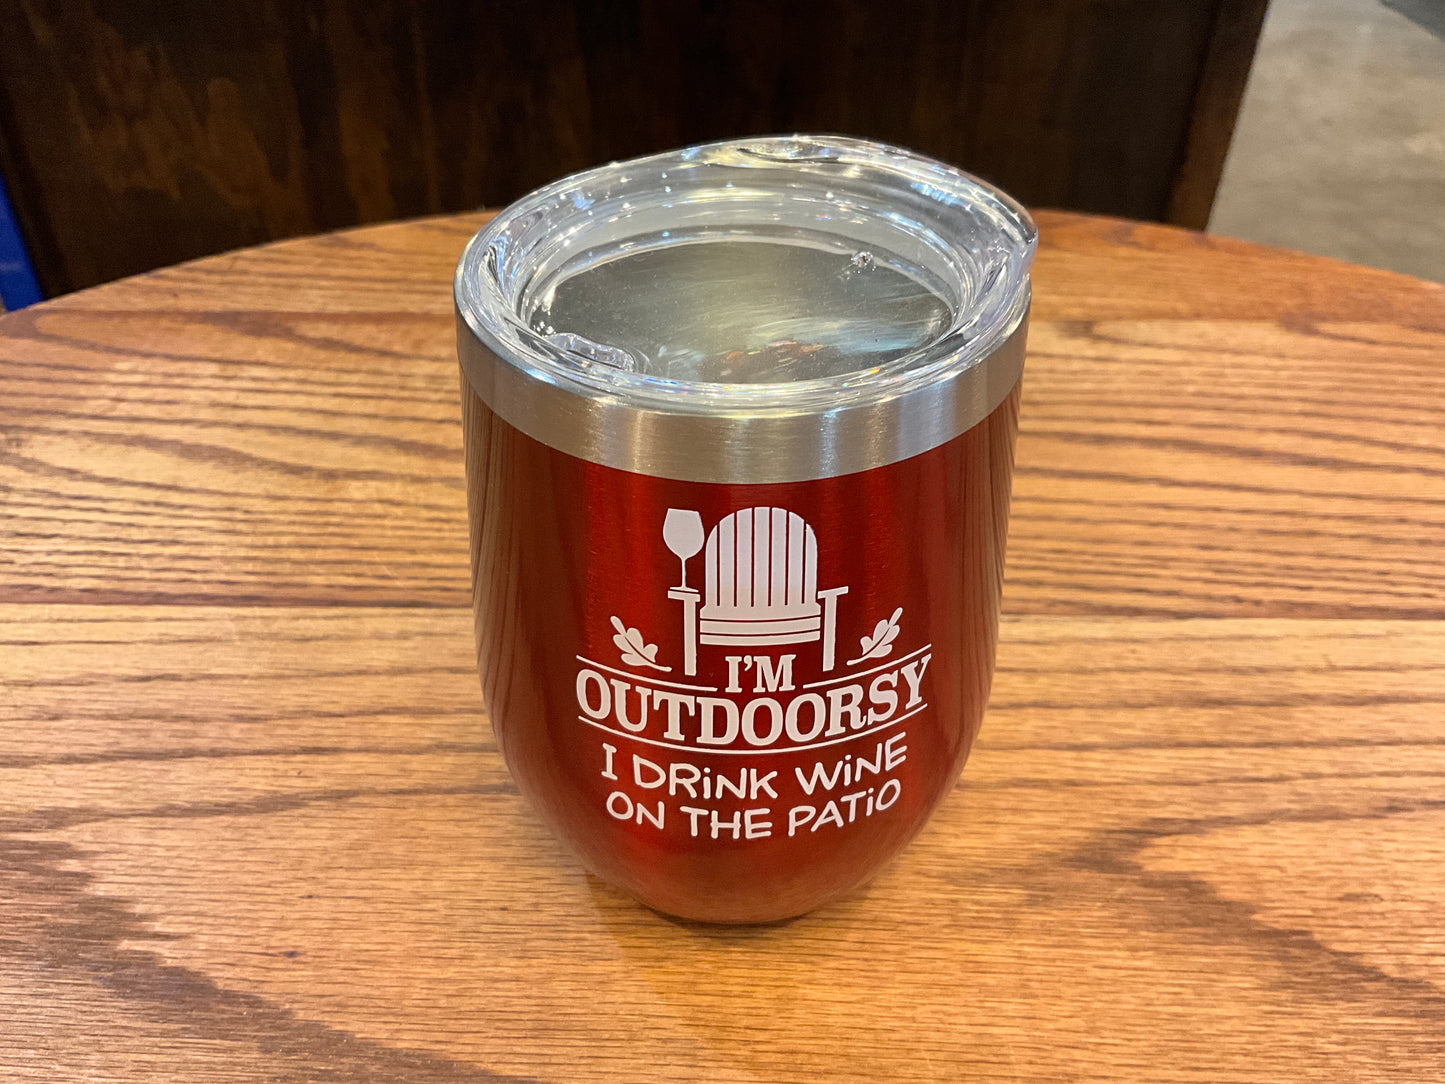 I'M
OUTDOORSY
I DRiNK WiNE
ON THE PATiO